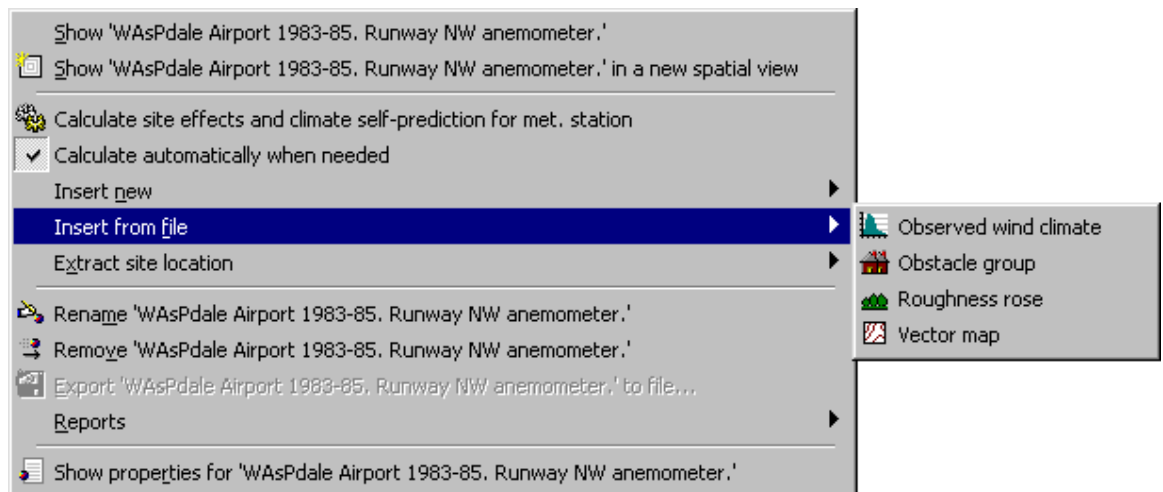 Show 'WAsPdale Airport 1983-85. Runway NW anemometer.'
Show 'WAsPdale Airport 1983-85. Runway NW anemometer.' in a new spatial view
Calculate site effects and climate self-prediction for met. station
Calculate automatically when needed
Insert new
Insert from file
Extract site location
Rename 'WAsPdale Airport 1983-85. Runway NW anemometer.'
Remove 'WAsPdale Airport 1983-85. Runway NW anemometer.'
Export 'WAsPdale Airport 1983-85. Runway NW anemometer.' to file...
Reports
Show properties for 'WAsPdale Airport 1983-85. Runway NW anemometer.'
Observed wind climate
Obstacle group
Roughness rose
Vector map